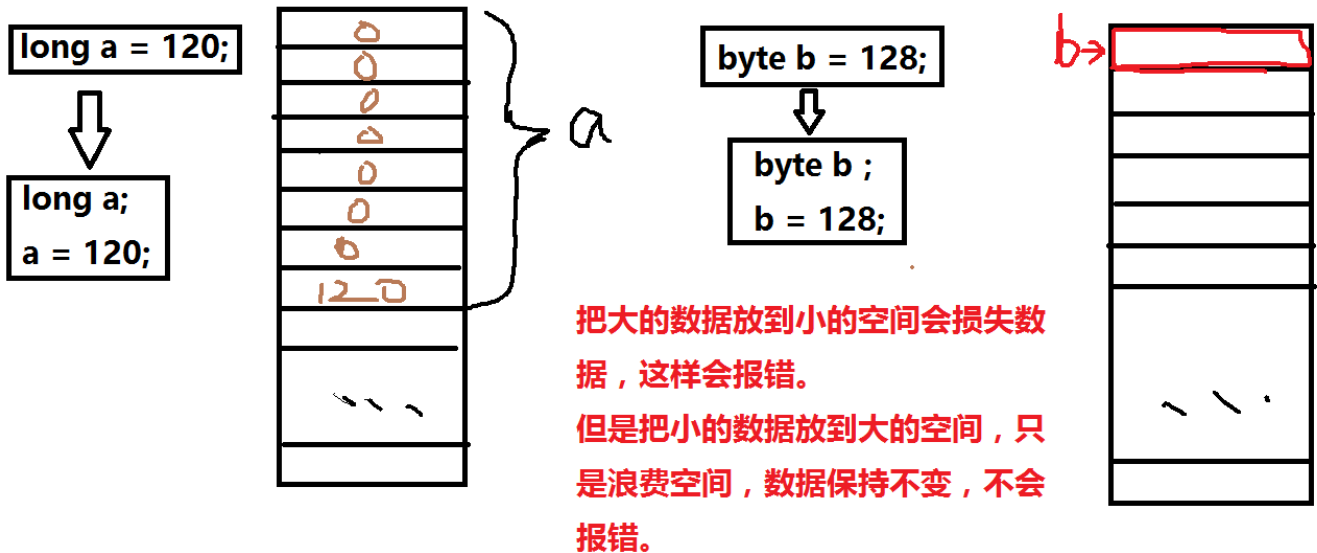 long a = 120;
long a;
a = 120;
0
0
0
0
0
0
0
120
a
byte b = 128;
byte b ;
b = 128;
b
把大的数据放到小的空间会损失数
据，这样会报错。
但是把小的数据放到大的空间，只
是浪费空间，数据保持不变，不会
报错。